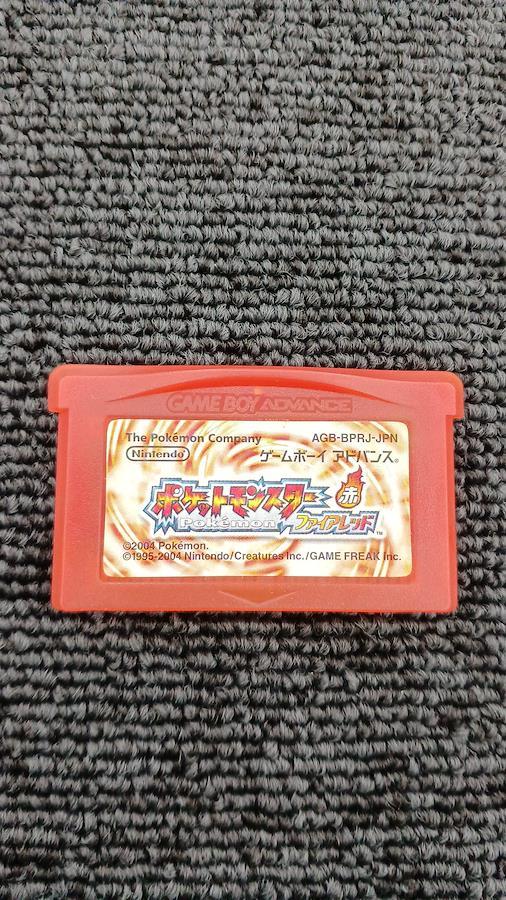 GAME BOY ADVANCE
The Pokémon Company AGB-BPRJ-JPN
Nintendo® ゲームボーイ アドバンス®
ポケットモンスター 赤
Pokémon ファイアレッド™
©2004 Pokémon.
©1995-2004 Nintendo/Creatures Inc./GAME FREAK inc.